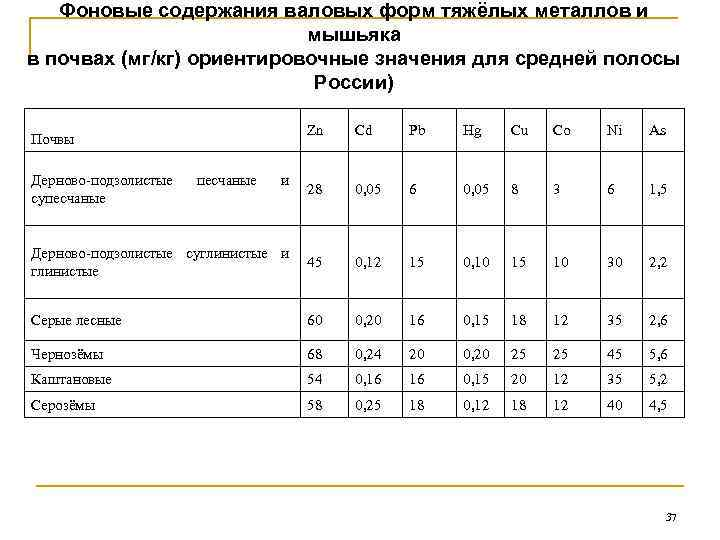 Фоновые содержания валовых форм тяжёлых металлов и
мышьяка
в почвах (мг/кг) ориентировочные значения для средней полосы
России)
Почвы Zn Cd Pb Hg Cu Co Ni As
Дерново-подзолистые песчаные и
супесчаные 28 0,05 6 0,05 8 3 6 1,5
Дерново-подзолистые суглинистые и
глинистые 45 0,12 15 0,10 15 10 30 2,2
Серые лесные 60 0,20 16 0,15 18 12 35 2,6
Чернозёмы 68 0,24 20 0,20 25 25 45 5,6
Каштановые 54 0,16 16 0,15 20 12 35 5,2
Серозёмы 58 0,25 18 0,12 18 12 40 4,5
37